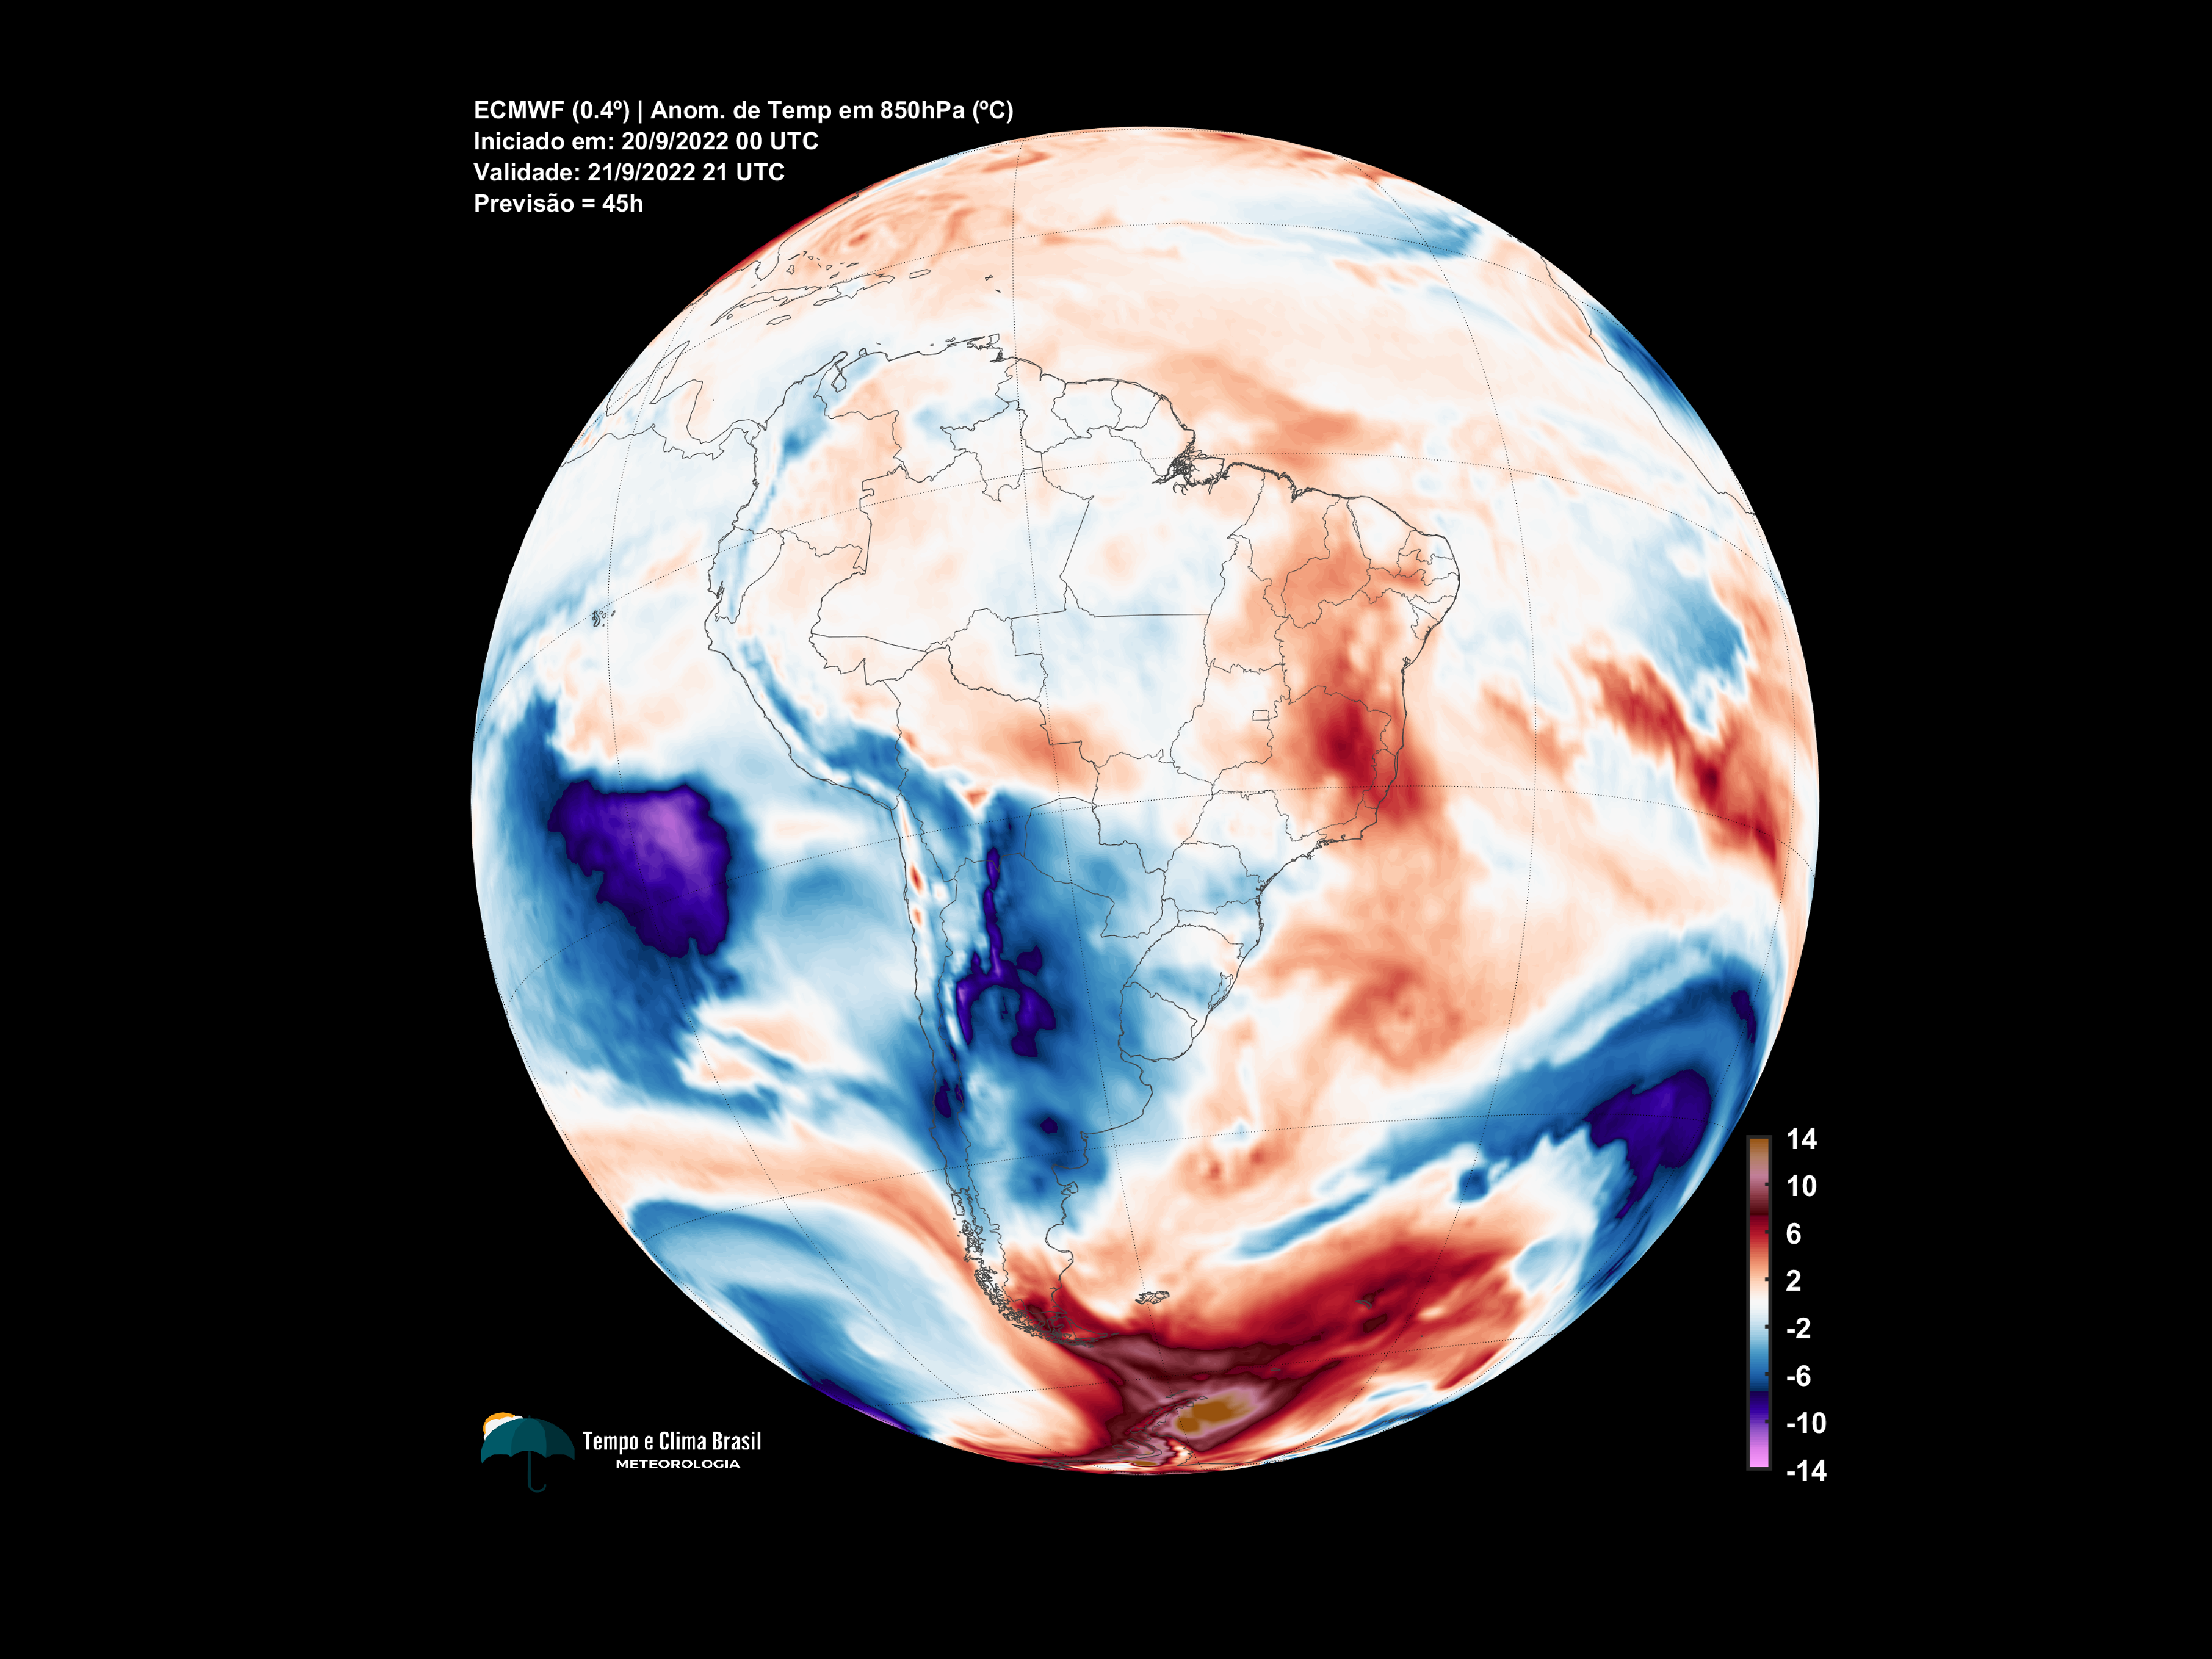 ECMWF (0.4º) | Anom. de Temp em 850hPa (ºC)
Iniciado em: 20/9/2022 00 UTC
Validade: 21/9/2022 21 UTC
Previsão = 45h
14
10
6
2
-2
-6
-10
-14
Tempo e Clima Brasil
METEOROLOGIA